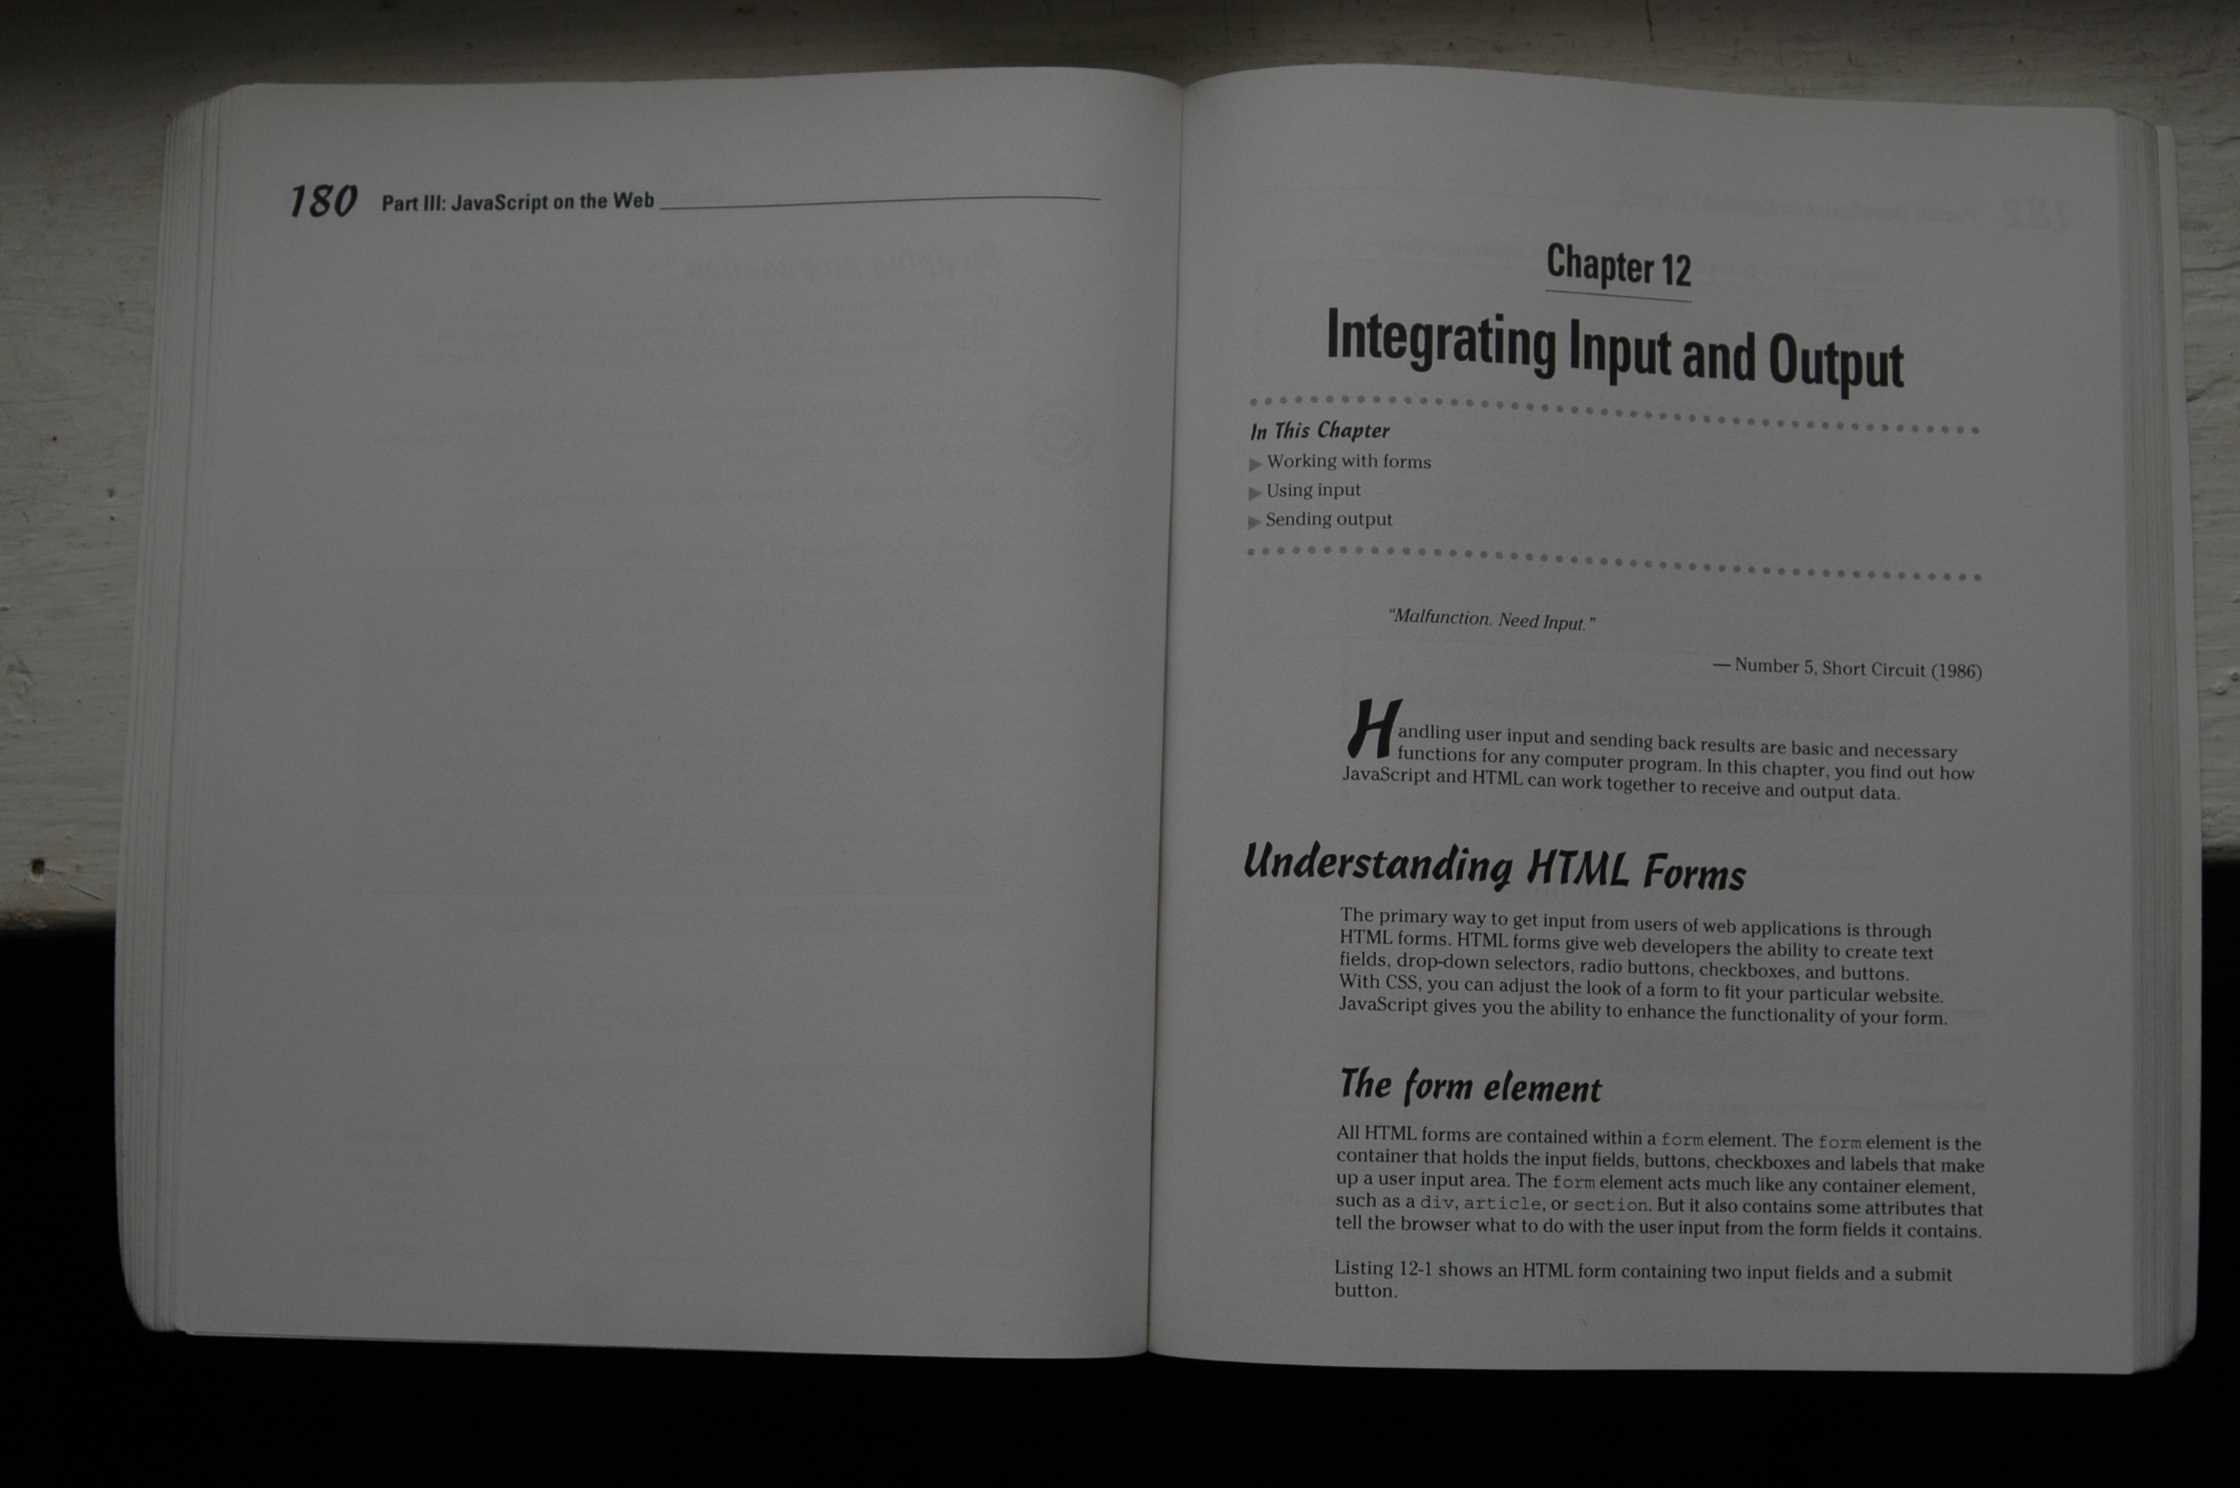 180 Part III: JavaScript on the Web
Chapter 12
Integrating Input and Output
In This Chapter
▶ Working with forms
▶ Using input
▶ Sending output
“Malfunction. Need Input.”
— Number 5, Short Circuit (1986)
Handling user input and sending back results are basic and necessary
functions for any computer program. In this chapter, you find out how
JavaScript and HTML can work together to receive and output data.
Understanding HTML Forms
The primary way to get input from users of web applications is through
HTML forms. HTML forms give web developers the ability to create text
fields, drop-down selectors, radio buttons, checkboxes, and buttons.
With CSS, you can adjust the look of a form to fit your particular website.
JavaScript gives you the ability to enhance the functionality of your form.
The form element
All HTML forms are contained within a form element. The form element is the
container that holds the input fields, buttons, checkboxes and labels that make
up a user input area. The form element acts much like any container element,
such as a div, article, or section. But it also contains some attributes that
tell the browser what to do with the user input from the form fields it contains.
Listing 12-1 shows an HTML form containing two input fields and a submit
button.